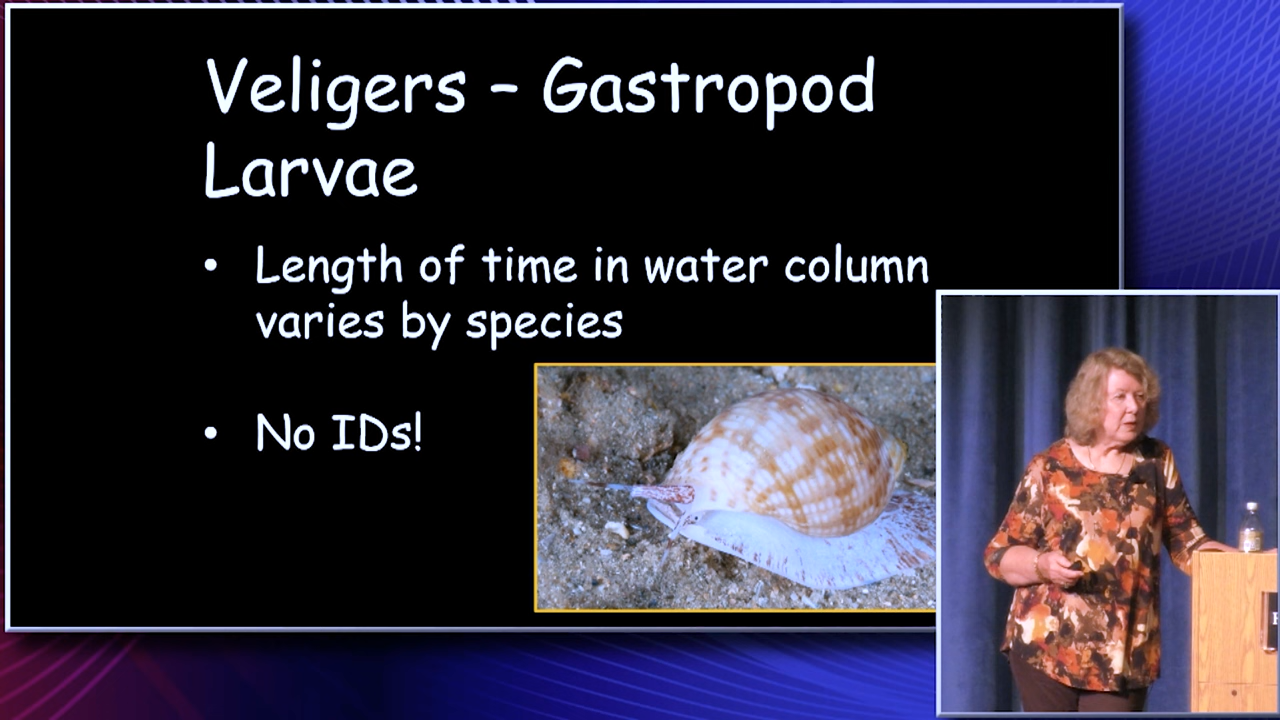 Veligers – Gastropod
Larvae
• Length of time in water column
varies by species
• No IDs!